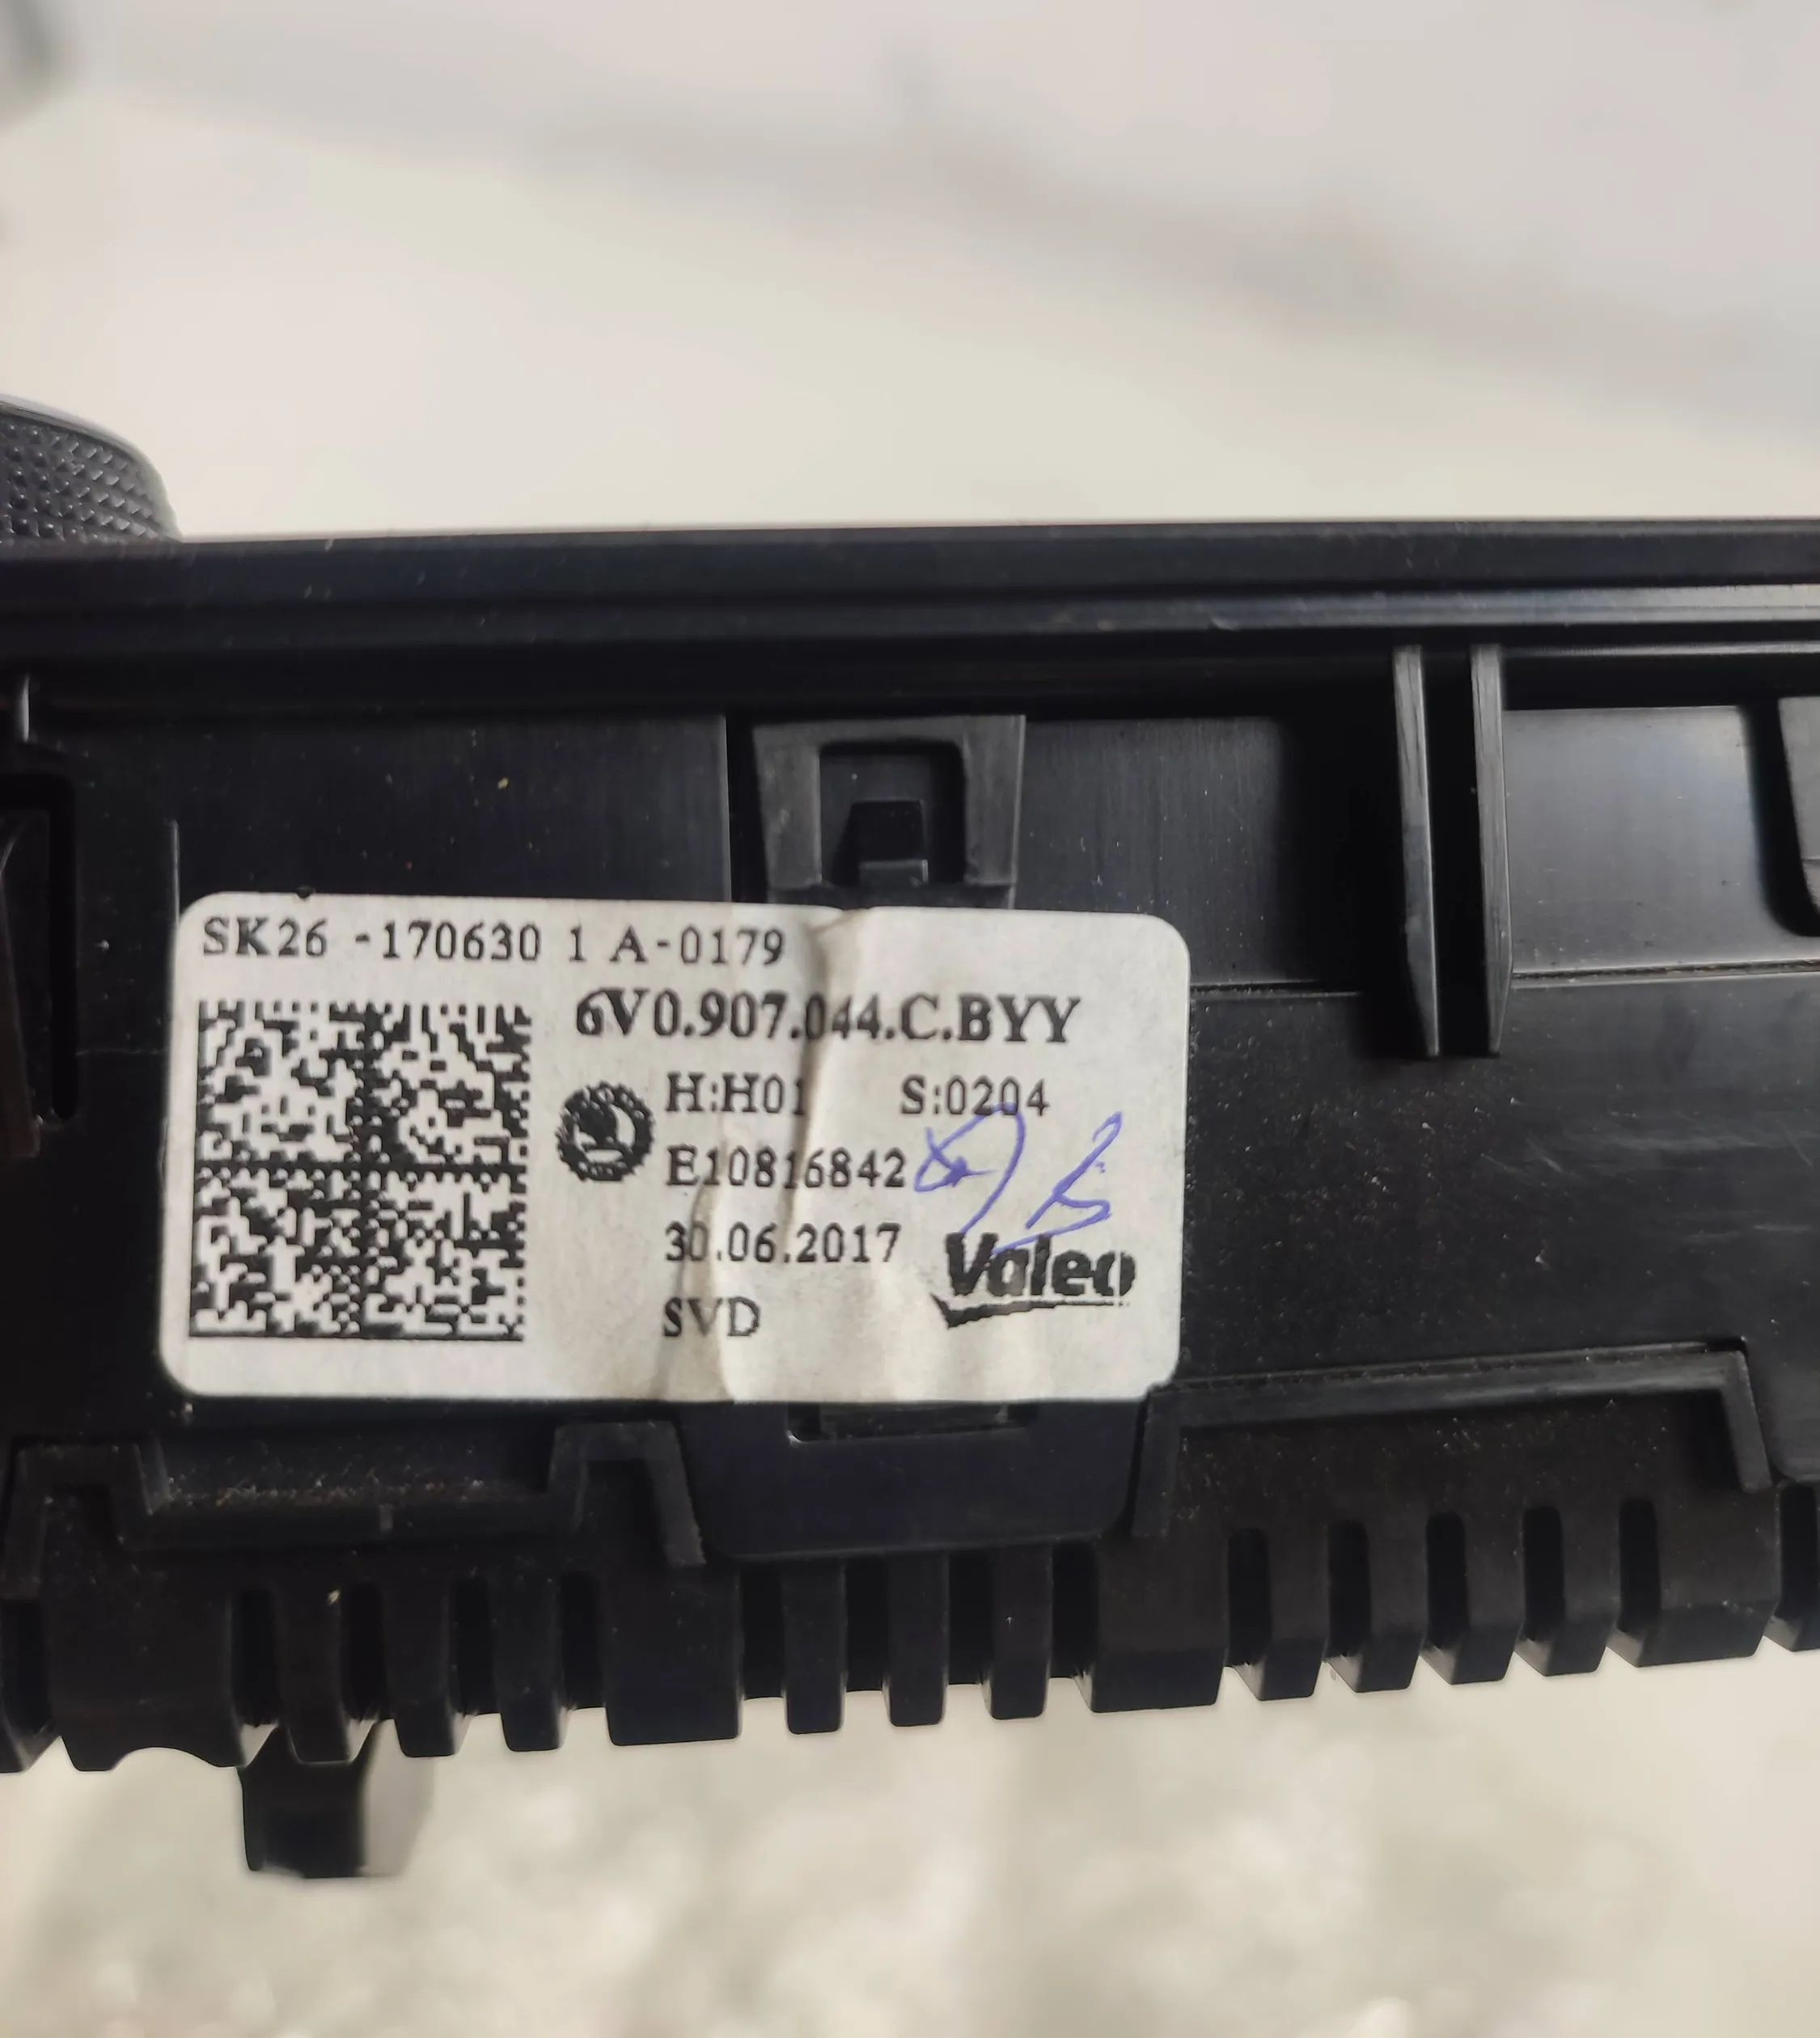 SK26 -170630 1 A-0179
6V0.907.044.C.BYY
H:H01 S:0204
E10816842
30.06.2017
Valeo
SVD